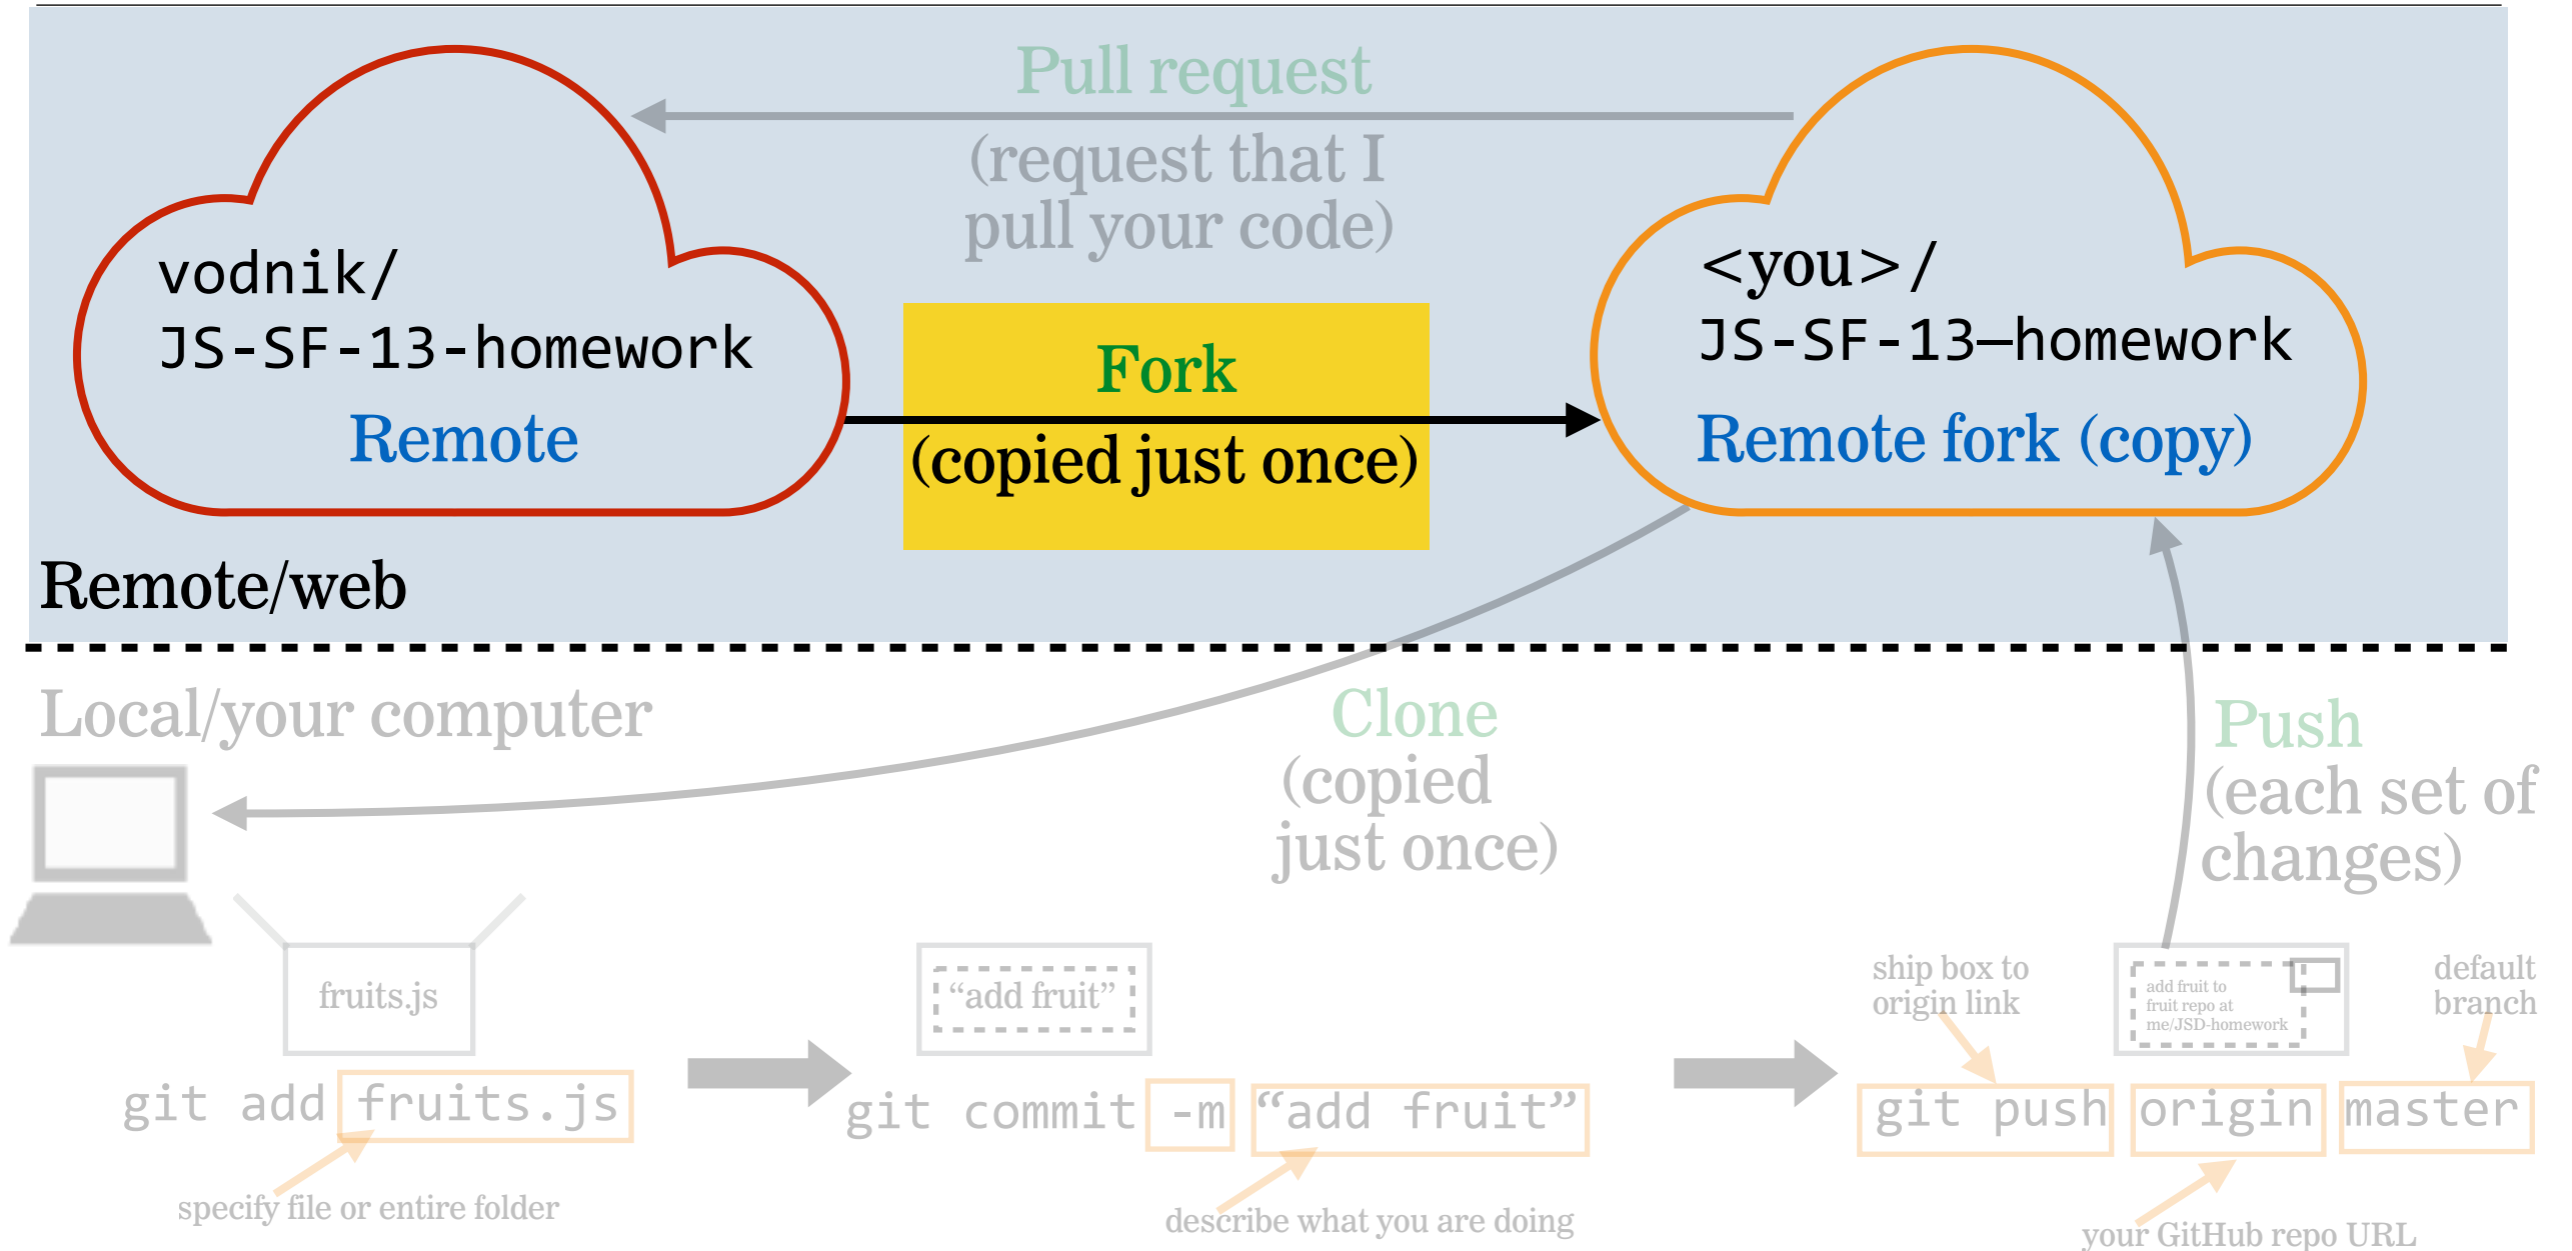 Pull request
(request that I
pull your code)
vodnik/
JS-SF-13-homework
Remote
Fork
(copied just once)
<you>/
JS-SF-13—homework
Remote fork (copy)
Remote/web
Local/your computer
Clone
(copied
just once)
Push
(each set of
changes)
fruits.js
git add fruits.js
specify file or entire folder
“add fruit”
git commit -m “add fruit”
describe what you are doing
ship box to
origin link
add fruit to
fruit repo at
me/JSD-homework
default
branch
git push origin master
your GitHub repo URL